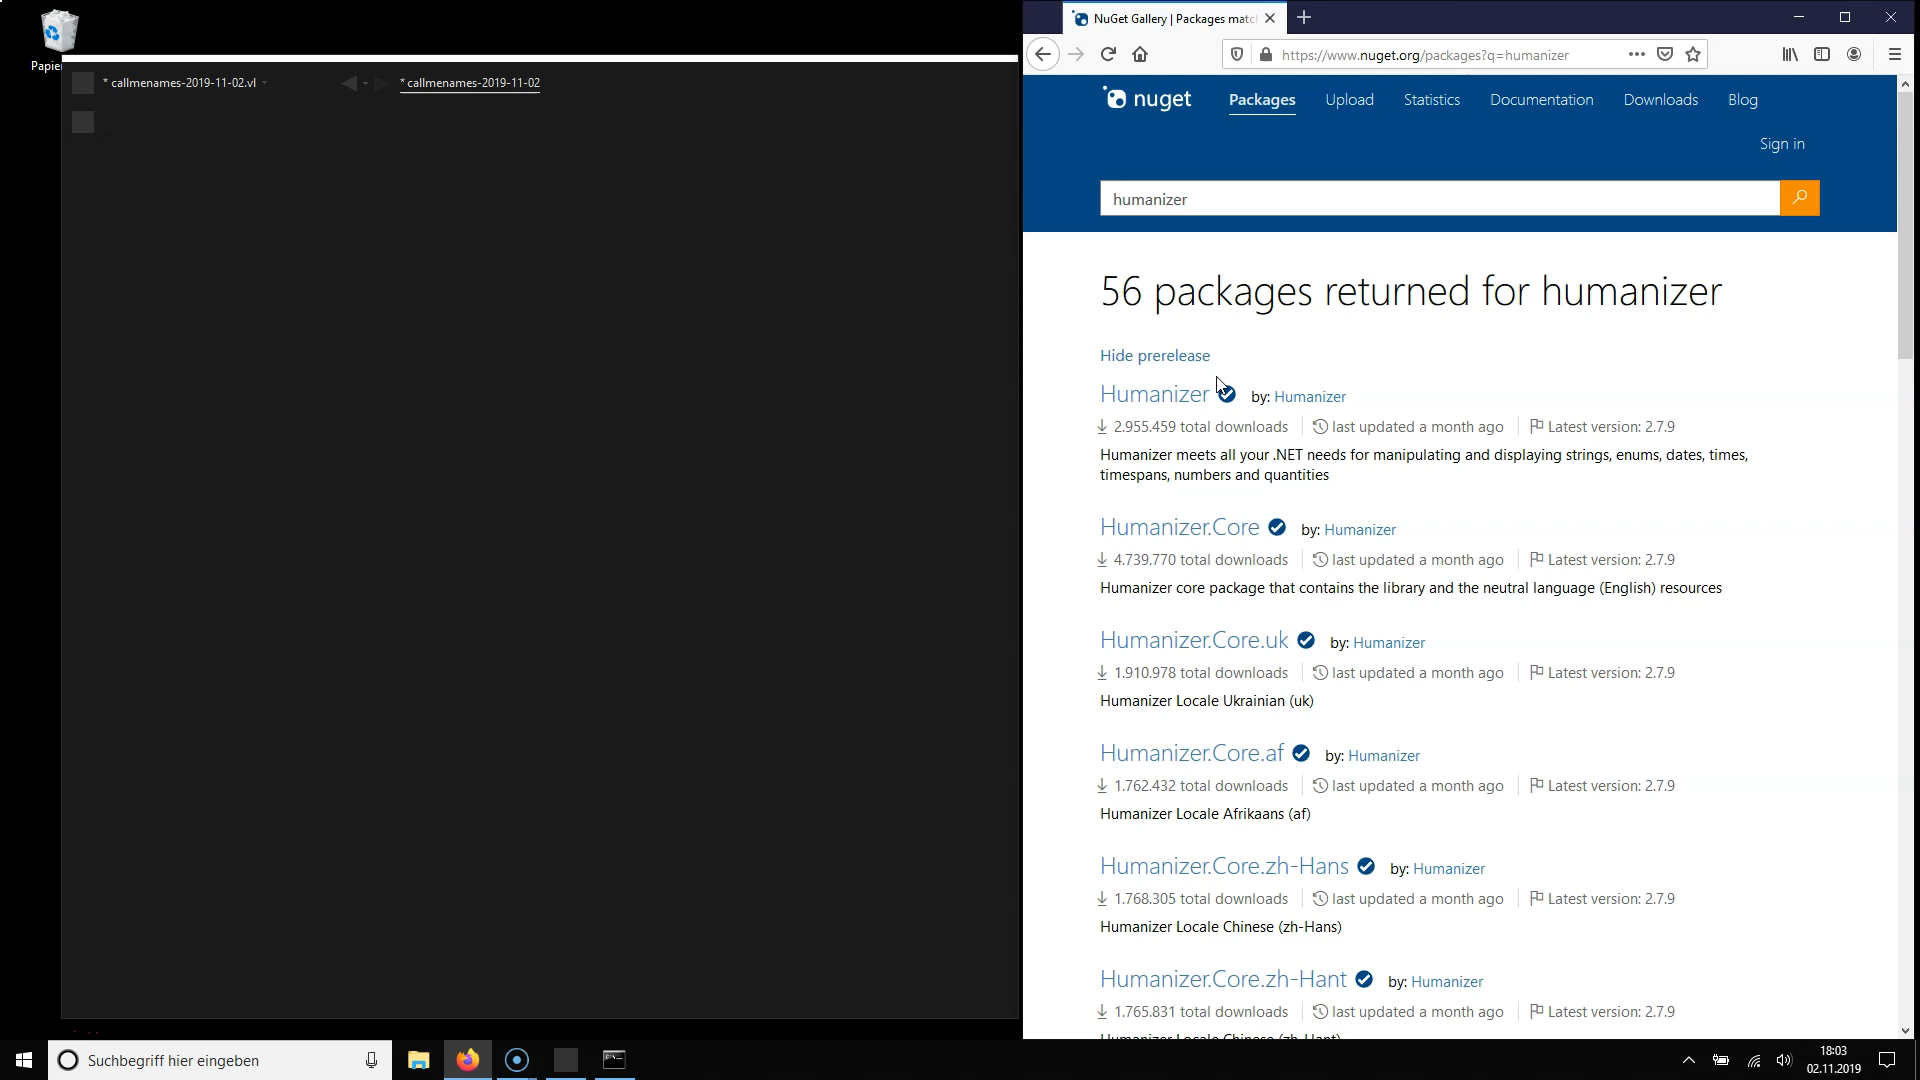 Papie
* callmenames-2019-11-02.vl
* callmenames-2019-11-02
NuGet Gallery | Packages matc
https://www.nuget.org/packages?q=humanizer
nuget
Packages
Upload
Statistics
Documentation
Downloads
Blog
Sign in
humanizer
56 packages returned for humanizer
Hide prerelease
Humanizer by: Humanizer
2.955.459 total downloads last updated a month ago Latest version: 2.7.9
Humanizer meets all your .NET needs for manipulating and displaying strings, enums, dates, times,
timespans, numbers and quantities
Humanizer.Core by: Humanizer
4.739.770 total downloads last updated a month ago Latest version: 2.7.9
Humanizer core package that contains the library and the neutral language (English) resources
Humanizer.Core.uk by: Humanizer
1.910.978 total downloads last updated a month ago Latest version: 2.7.9
Humanizer Locale Ukrainian (uk)
Humanizer.Core.af by: Humanizer
1.762.432 total downloads last updated a month ago Latest version: 2.7.9
Humanizer Locale Afrikaans (af)
Humanizer.Core.zh-Hans by: Humanizer
1.768.305 total downloads last updated a month ago Latest version: 2.7.9
Humanizer Locale Chinese (zh-Hans)
Humanizer.Core.zh-Hant by: Humanizer
1.765.831 total downloads last updated a month ago Latest version: 2.7.9
Humanizer Locale Chinese (zh-Hant)
Suchbegriff hier eingeben
18:03
02.11.2019